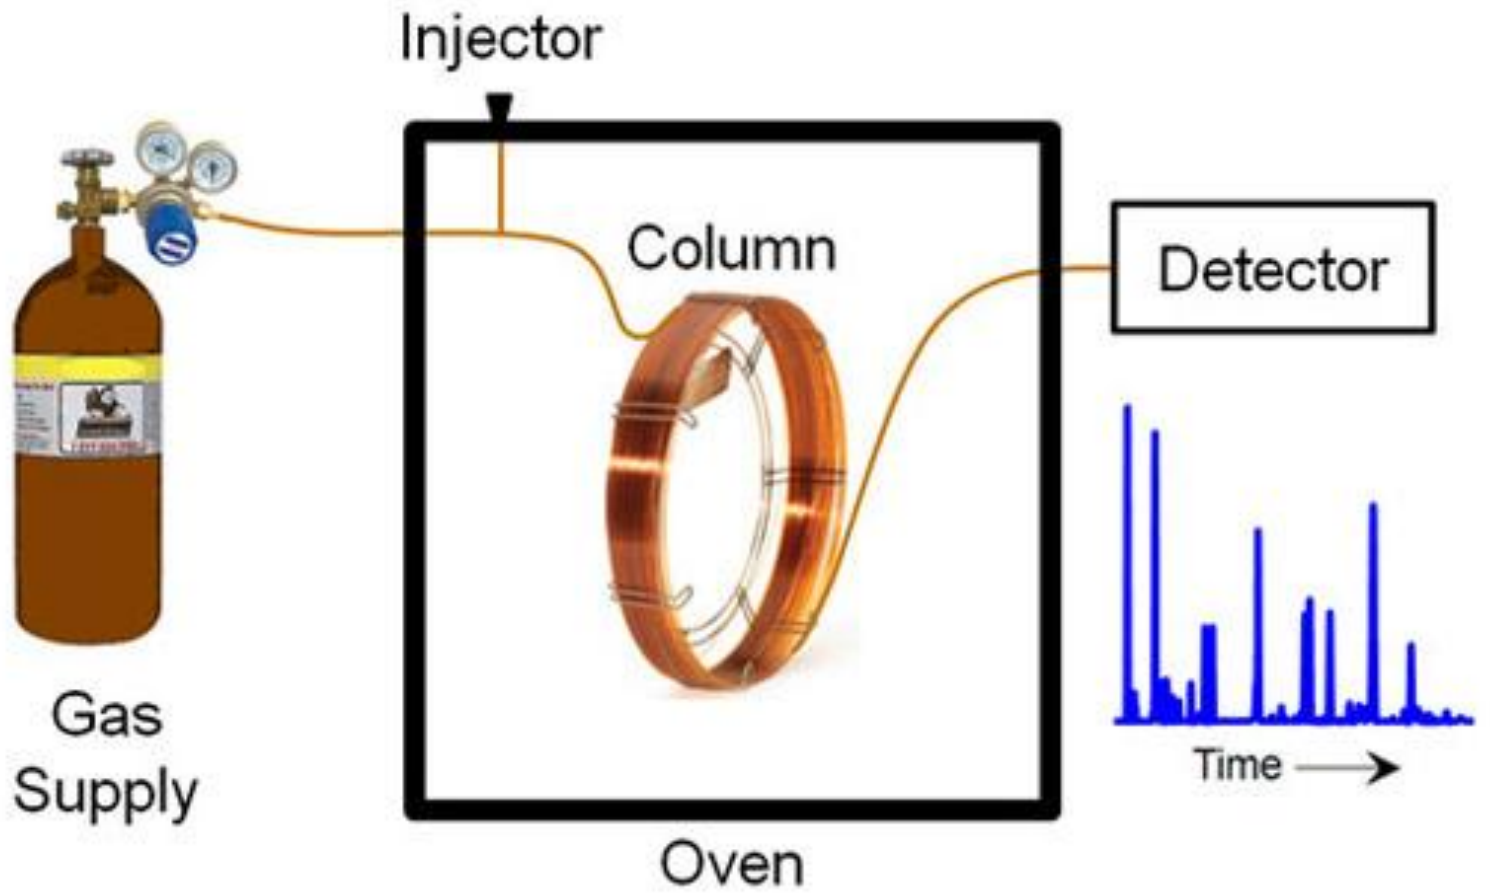 Injector
Column
Detector
Gas
Supply
Time
Oven